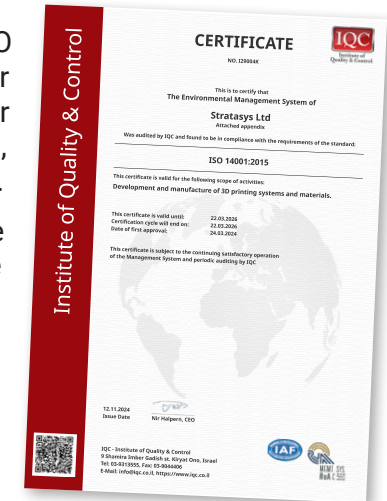 Institute of Quality & Control
CERTIFICATE
IQC
Institute of
Quality & Control
NO. I29004K
This is to certify that
The Environmental Management System of
Stratasys Ltd
Attached appendix
Was audited by IQC and found to be in compliance with the requirements of the standard:
ISO 14001:2015
This certificate is valid for the following scope of activities:
Development and manufacture of 3D printing systems and materials.
This certificate is valid until: 22.03.2026
Certification cycle will end on: 22.03.2026
Date of first approval: 24.03.2024
This certificate is subject to the continuing satisfactory operation
of the Management System and periodic auditing by IQC
12.11.2024
Issue Date Nir Halpern, CEO
IQC - Institute of Quality & Control
9 Shamira Imber Gadish st. Kiryat Ono, Israel
Tel: 03-9313555, Fax: 03-9044406
E-Mail: info@iqc.co.il, https://www.iqc.co.il
IAF